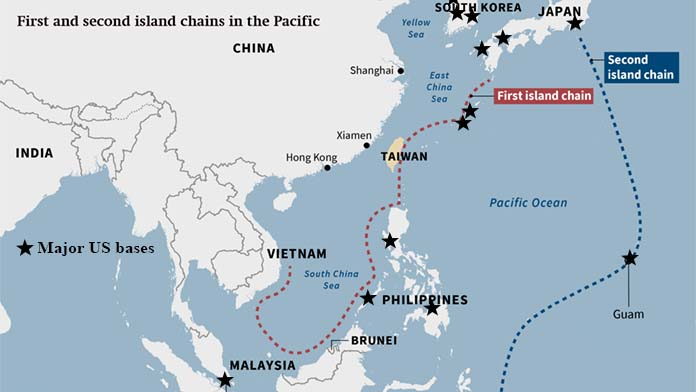 First and second island chains in the Pacific
SOUTH KOREA
JAPAN
Yellow
Sea
CHINA
Shanghai
Second
island chain
East
China
Sea
First island chain
Xiamen
INDIA
Hong Kong
TAIWAN
Pacific Ocean
Major US bases
VIETNAM
South China
Sea
PHILIPPINES
Guam
BRUNEI
MALAYSIA